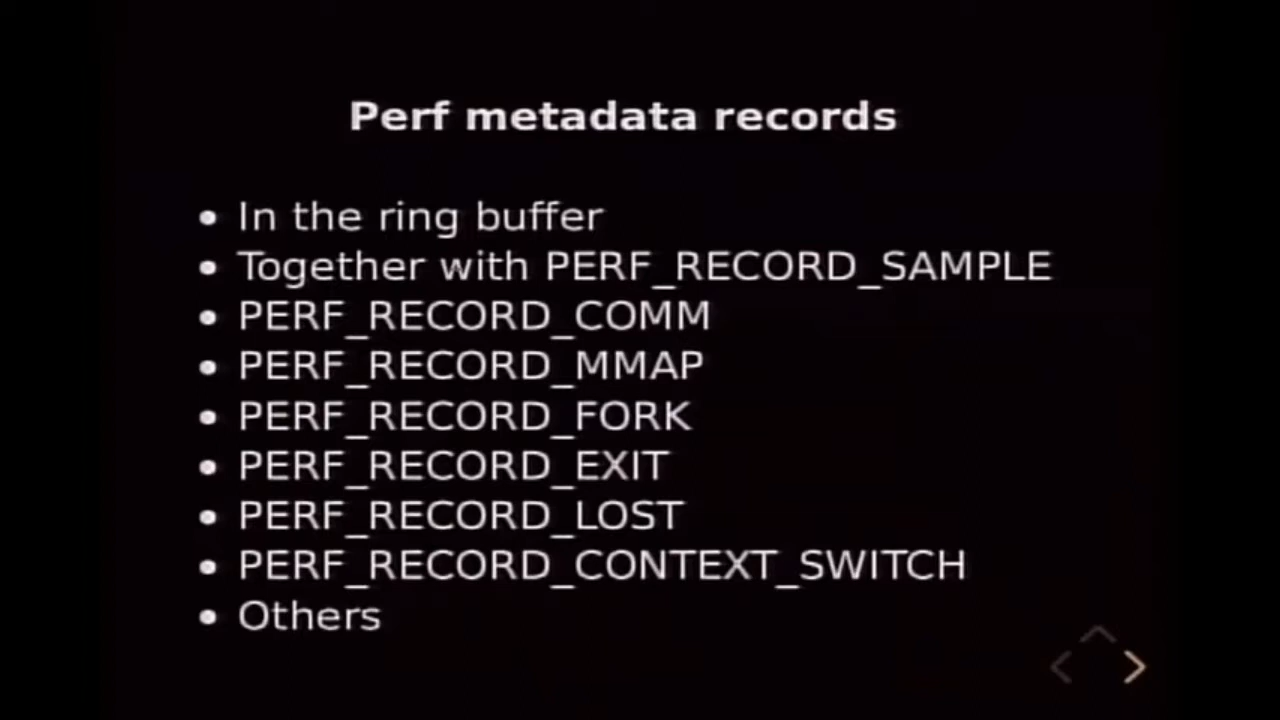 Perf metadata records
• In the ring buffer
• Together with PERF_RECORD_SAMPLE
• PERF_RECORD_COMM
• PERF_RECORD_MMAP
• PERF_RECORD_FORK
• PERF_RECORD_EXIT
• PERF_RECORD_LOST
• PERF_RECORD_CONTEXT_SWITCH
• Others